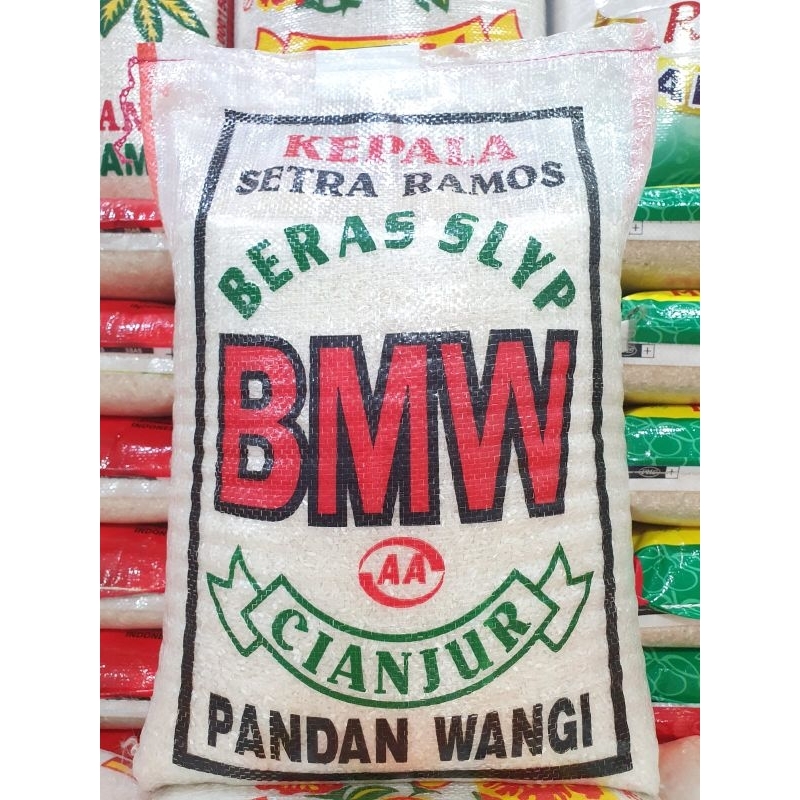 KEPALA
SETRA RAMOS
BERAS SLYP
BMW
AA
CIANJUR
PANDAN WANGI